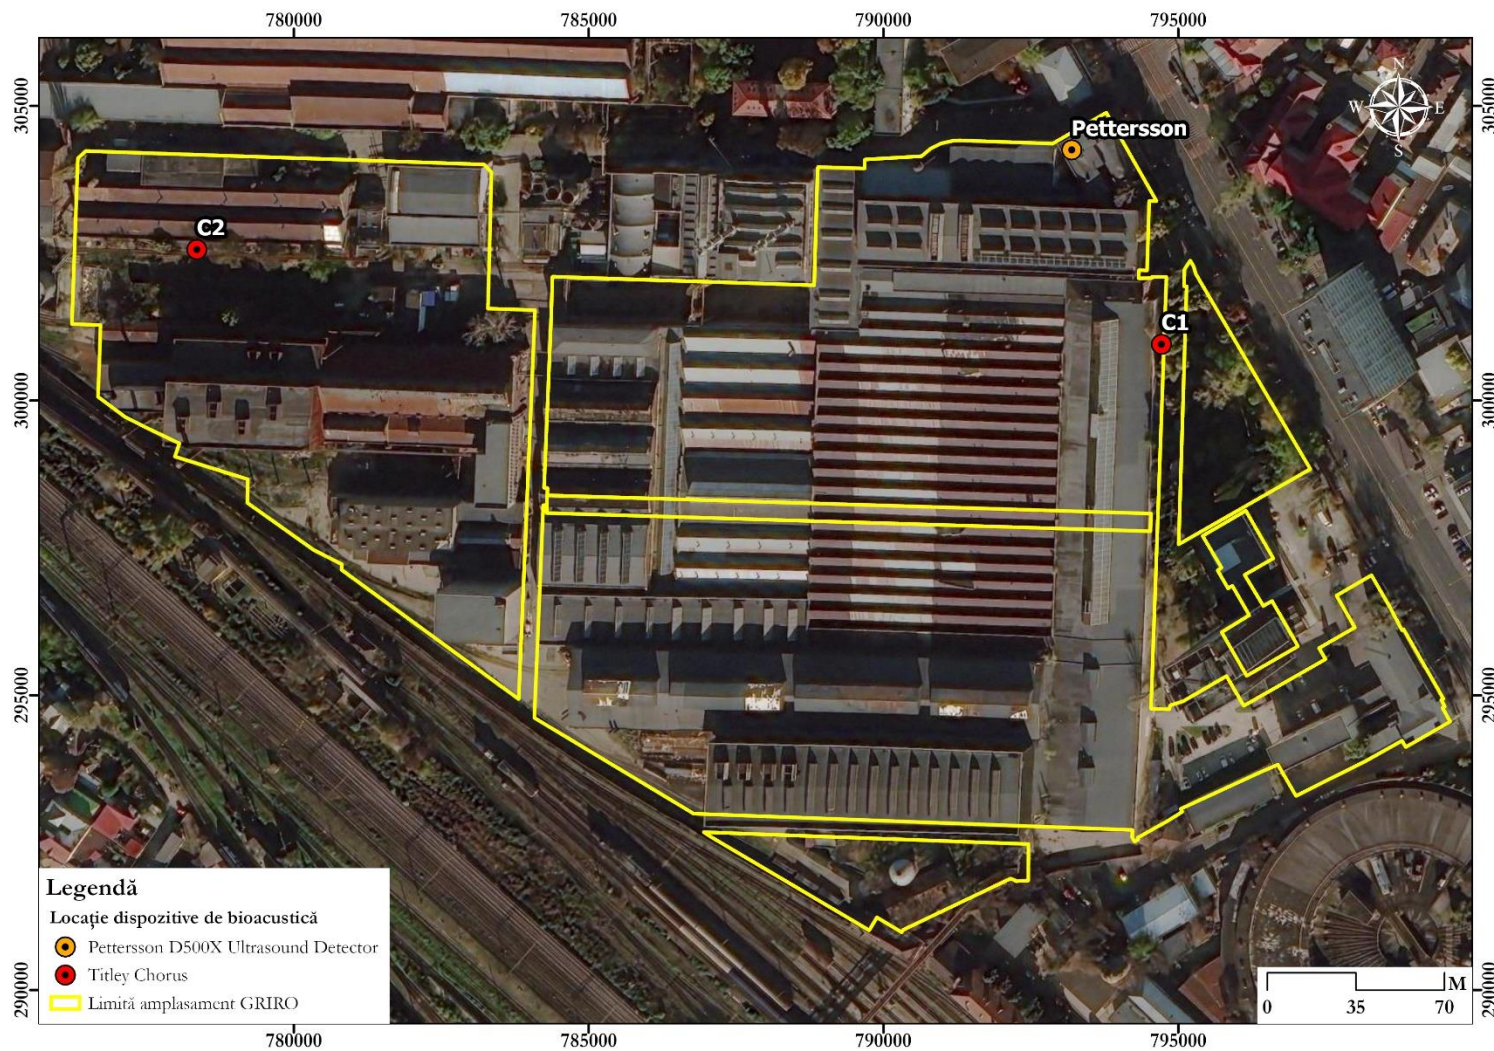 780000
785000
790000
795000
305000
305000
N
W
E
S
Pettersson
C2
C1
300000
300000
295000
295000
Legendă
Locație dispozitive de bioacustică
Pettersson D500X Ultrasound Detector
Titley Chorus
Limită amplasament GRIRO
290000
290000
M
0
35
70
780000
785000
790000
795000